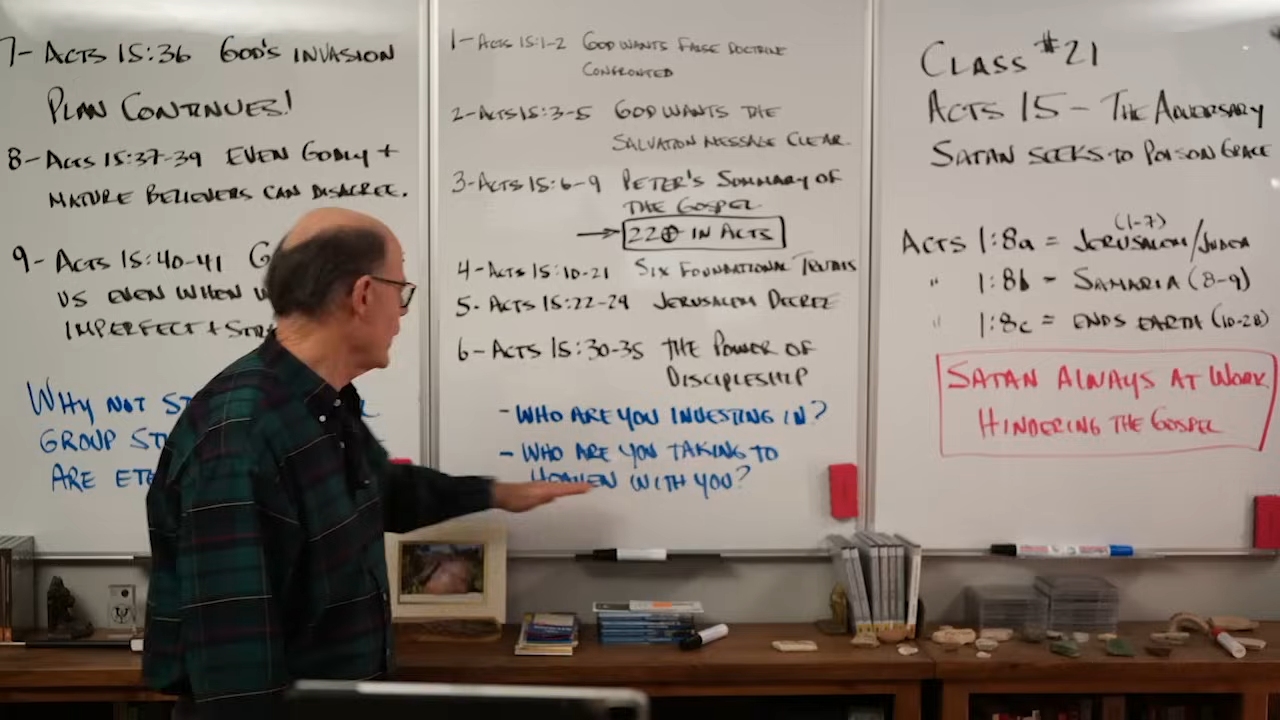 7- ACTS 15:36 GOD'S INVASION
PLAN CONTINUES!
8- ACTS 15:37-39 EVEN GODLY +
MATURE BELIEVERS CAN DISAGREE.
9- ACTS 15:40-41
US EVEN WHEN
IMPERFECT +
WHY NOT
GROUP
ARE
1- ACTS 15:1-2 GOD WANTS FALSE DOCTRINE
CONFRONTED
2- ACTS 15:3-5 GOD WANTS THE
SALVATION MESSAGE CLEAR.
3- ACTS 15:6-9 PETER'S SUMMARY OF
THE GOSPEL
→ 22 IN ACTS
4- ACTS 15:10-21 SIX FOUNDATIONAL TRUTHS
5- ACTS 15:22-29 JERUSALEM DECREE
6- ACTS 15:30-35 THE POWER OF
DISCIPLESHIP
- WHO ARE YOU INVESTING IN?
- WHO ARE YOU TAKING TO
HEAVEN WITH YOU?
CLASS #21
ACTS 15 - THE ADVERSARY
SATAN SEEKS TO POISON GRACE
(1-7)
ACTS 1:8a = JERUSALEM/JUDEA
" 1:8b = SAMARIA (8-9)
" 1:8c = ENDS EARTH (10-28)
SATAN ALWAYS AT WORK
HINDERING THE GOSPEL